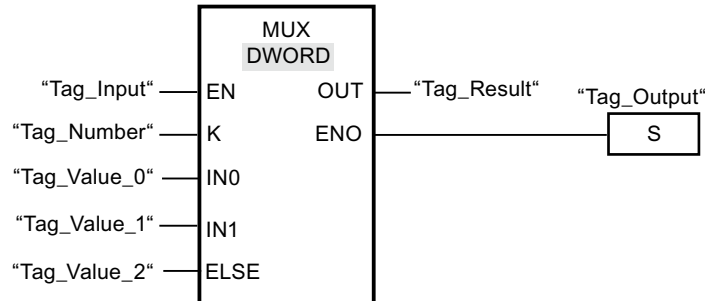 MUX
DWORD
“Tag_Input“ EN OUT “Tag_Result“ “Tag_Output“
“Tag_Number“ K ENO S
“Tag_Value_0“ IN0
“Tag_Value_1“ IN1
“Tag_Value_2“ ELSE